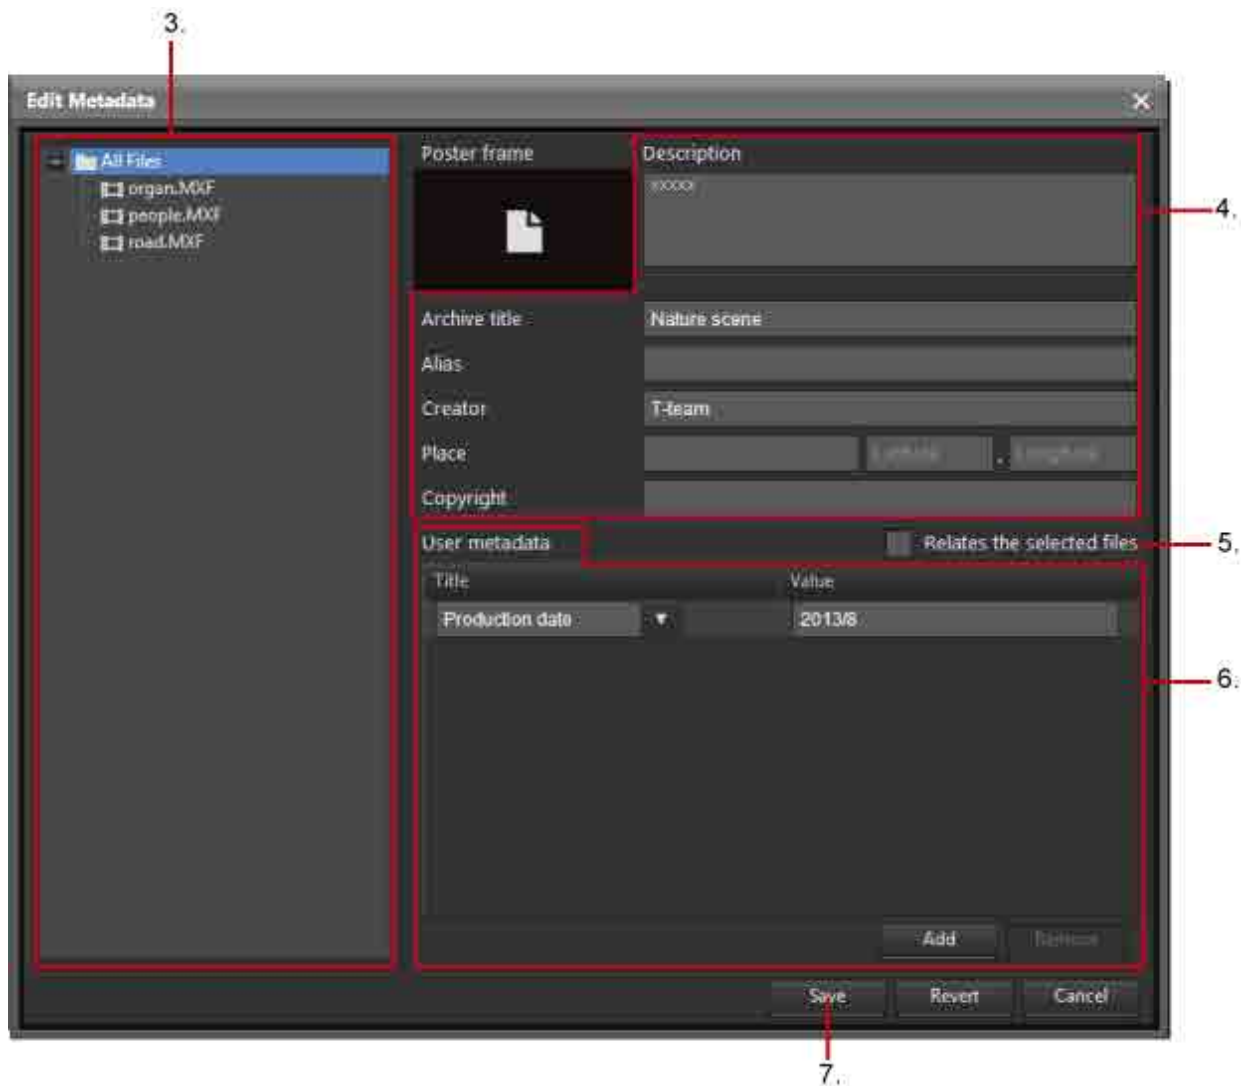 3.
Edit Metadata
All Files
organ.MXF
people.MXF
road.MXF
Poster frame
Description
xxxxx
4.
Archive title
Nature scene
Alias
Creator
T-team
Place
,
Copyright
User metadata
Relates the selected files
5.
Title
Value
Production date
2013/8
6.
Add
Remove
Save
Revert
Cancel
7.